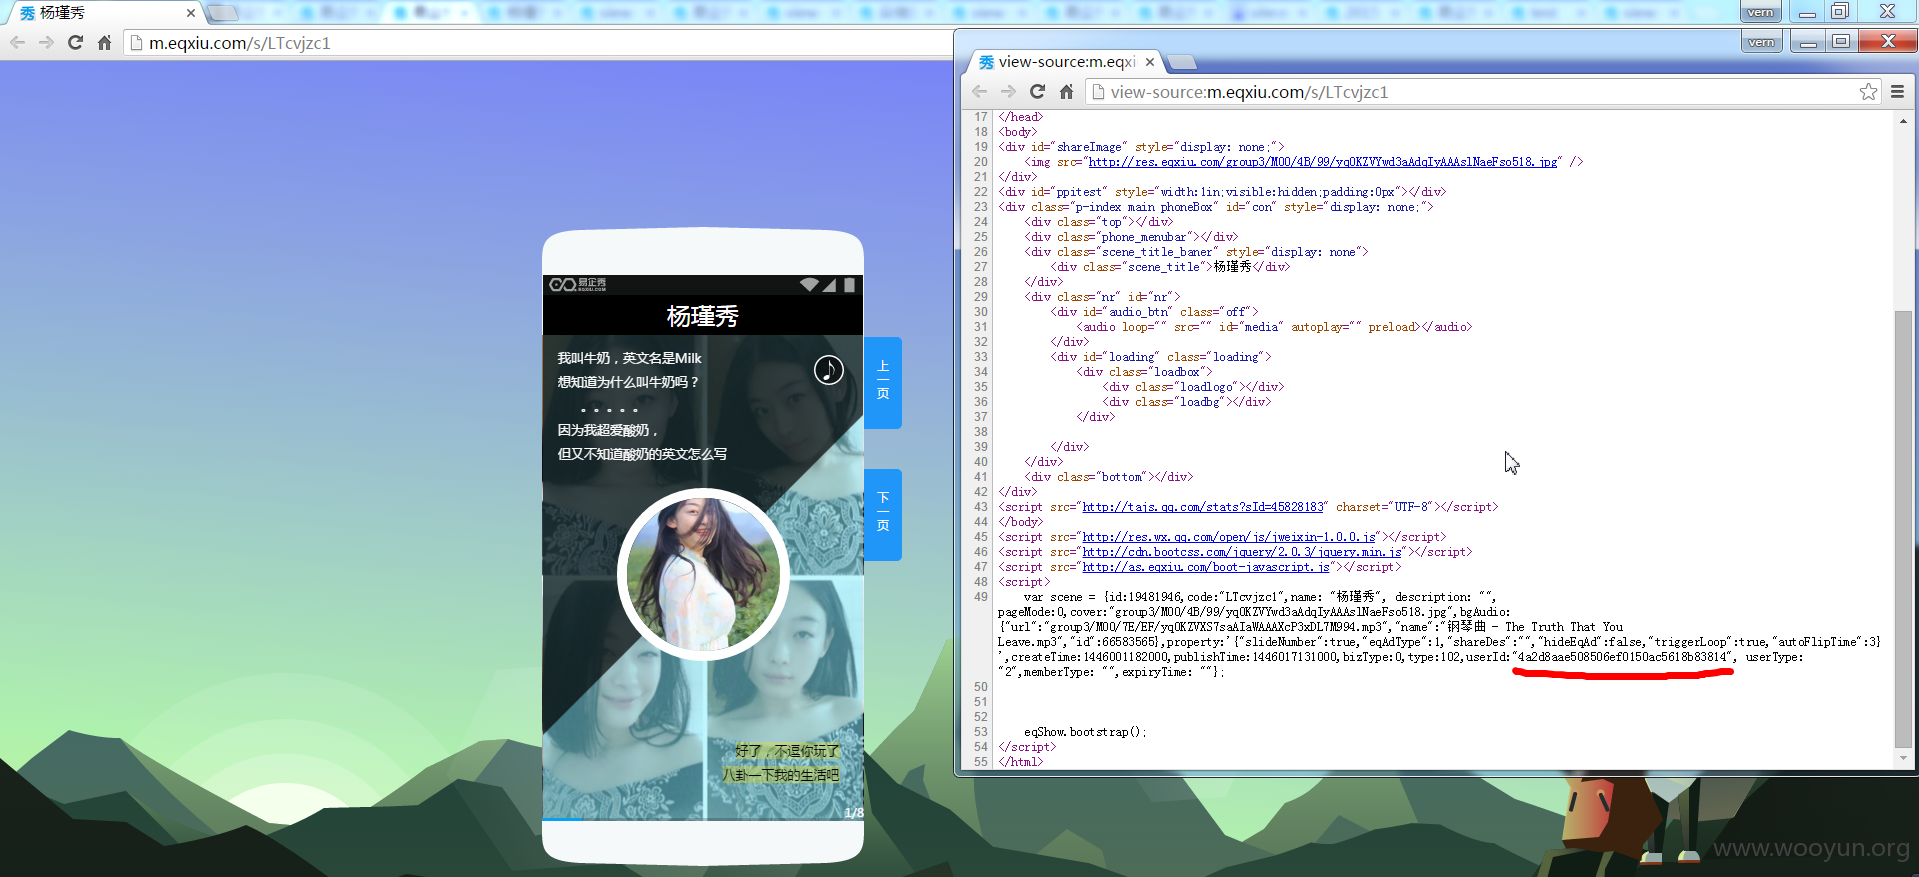 杨瑾秀
vern
m.eqxiu.com/s/LTcvjzc1
vern
秀 view-source:m.eqxi
view-source:m.eqxiu.com/s/LTcvjzc1
易企秀
EQXIU.COM
杨瑾秀
我叫牛奶，英文名是Milk
想知道为什么叫牛奶吗？
。。。。。
因为我超爱酸奶，
但又不知道酸奶的英文怎么写
上一页
下一页
好了，不逗你玩了
八卦一下我的生活吧
1/8
17 </head>
18 <body>
19 <div id="shareImage" style="display: none;">
20 <img src="http://res.eqxiu.com/group3/M00/4B/99/yq0KZVYwd3aAdqIyAAAslNaeFso518.jpg" />
21 </div>
22 <div id="ppitest" style="width:1in;visible:hidden;padding:0px"></div>
23 <div class="p-index main phoneBox" id="con" style="display: none;">
24 <div class="top"></div>
25 <div class="phone_menubar"></div>
26 <div class="scene_title_baner" style="display: none">
27 <div class="scene_title">杨瑾秀</div>
28 </div>
29 <div class="nr" id="nr">
30 <div id="audio_btn" class="off">
31 <audio loop="" src="" id="media" autoplay="" preload></audio>
32 </div>
33 <div id="loading" class="loading">
34 <div class="loadbox">
35 <div class="loadlogo"></div>
36 <div class="loadbg"></div>
37 </div>
38
39 </div>
40 </div>
41 <div class="bottom"></div>
42 </div>
43 <script src="http://tajs.qq.com/stats?sId=45828183" charset="UTF-8"></script>
44 </body>
45 <script src="http://res.wx.qq.com/open/js/jweixin-1.0.0.js"></script>
46 <script src="http://cdn.bootcss.com/jquery/2.0.3/jquery.min.js"></script>
47 <script src="http://as.eqxiu.com/boot-javascript.js"></script>
48 <script>
49 var scene = {id:19481946,code:"LTcvjzc1",name: "杨瑾秀", description: "",
pageMode:0,cover:"group3/M00/4B/99/yq0KZVYwd3aAdqIyAAAslNaeFso518.jpg",bgAudio:
{"url":"group3/M00/7E/EF/yq0KZVXS7saAIaWAAAXcP3xDL7M994.mp3","name":"钢琴曲 - The Truth That You
Leave.mp3","id":66583565},property:'{"slideNumber":true,"eqAdType":1,"shareDes":"","hideEqAd":false,"triggerLoop":true,"autoFlipTime":3}
',createTime:1446001182000,publishTime:1446017131000,bizType:0,type:102,userId:"4a2d8aae508506ef0150ac5618b83814", userType:
"2",memberType: "",expiryTime: ""};
50
51
52
53 eqShow.bootstrap();
54 </script>
55 </html>
www.wooyun.org